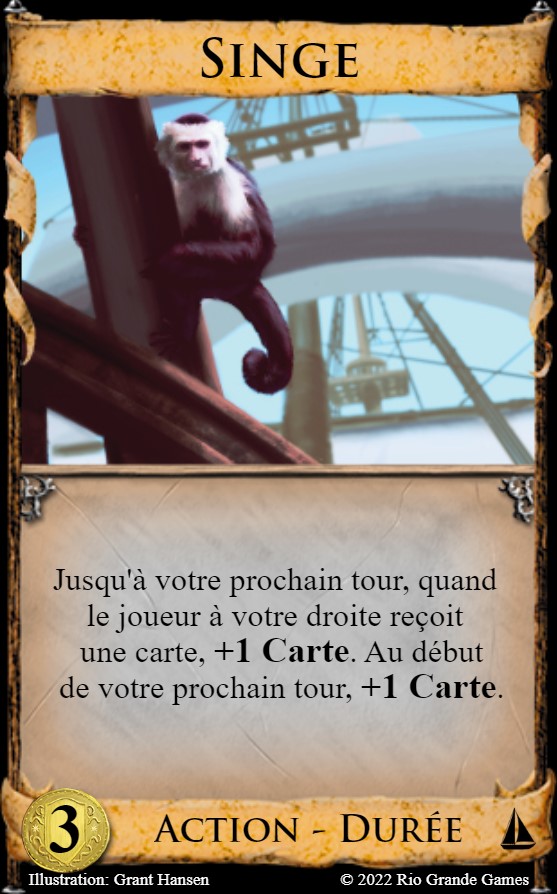 Singe
Jusqu'à votre prochain tour, quand
le joueur à votre droite reçoit
une carte, +1 Carte. Au début
de votre prochain tour, +1 Carte.
3
Action - Durée
Illustration: Grant Hansen
© 2022 Rio Grande Games